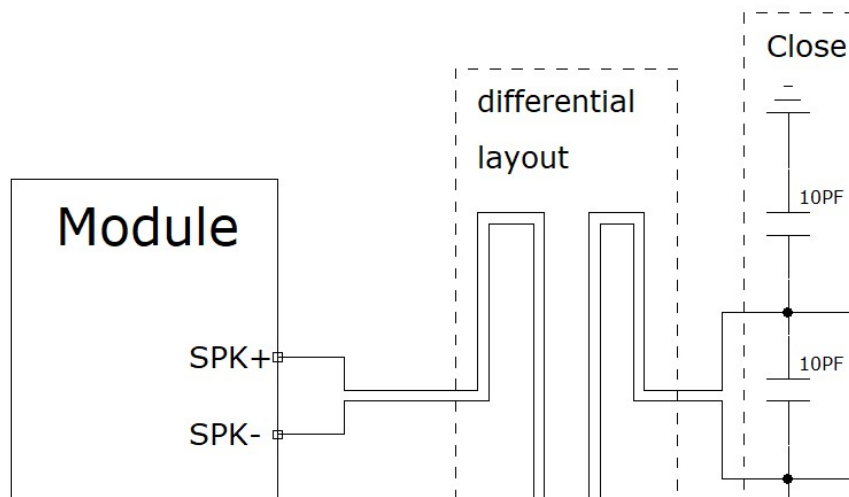 Close
differential
layout
10PF
Module
SPK+
10PF
SPK-